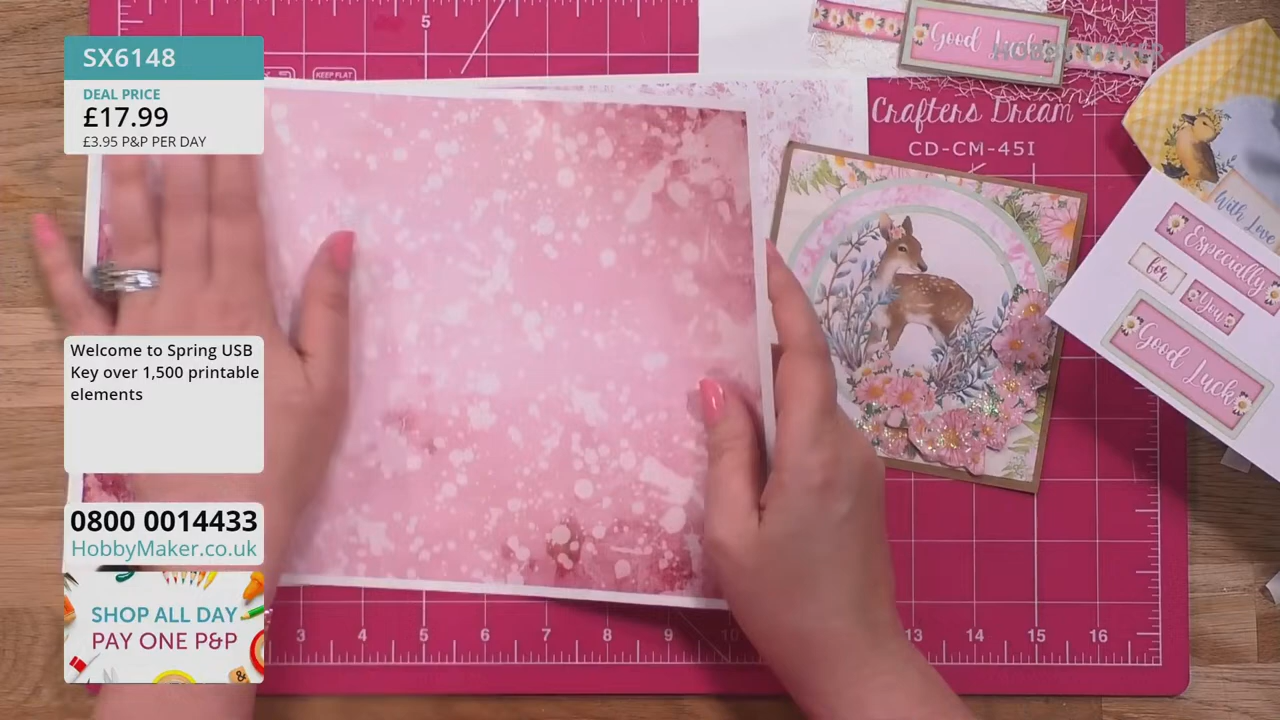 SX6148
DEAL PRICE
£17.99
£3.95 P&P PER DAY
Welcome to Spring USB
Key over 1,500 printable
elements
0800 0014433
HobbyMaker.co.uk
SHOP ALL DAY
PAY ONE P&P
&
5
KEEP FLAT
Good Luck
HOBBYMAKER
Crafters Dream
CD-CM-45I
With Love
Especially
for
You
Good Luck
3 4 5 6 7 8 9 10 13 14 15 16